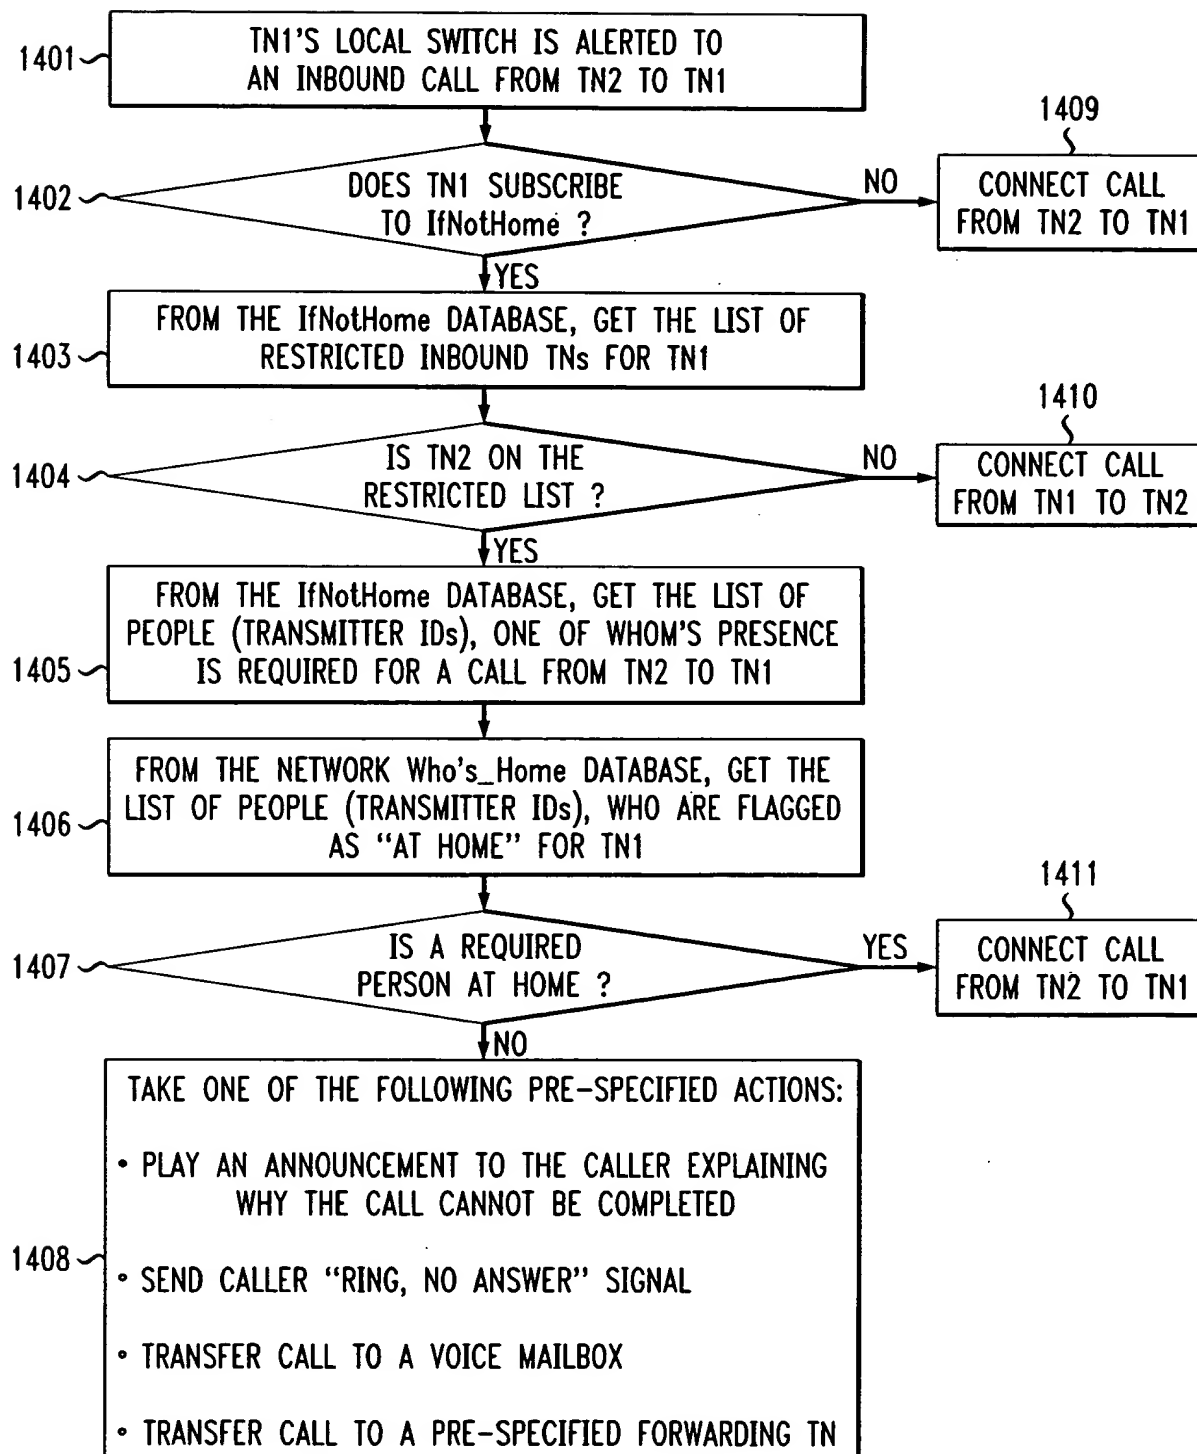 1401
TN1'S LOCAL SWITCH IS ALERTED TO
AN INBOUND CALL FROM TN2 TO TN1
1402
DOES TN1 SUBSCRIBE
TO IfNotHome ?
NO
1409
CONNECT CALL
FROM TN2 TO TN1
YES
1403
FROM THE IfNotHome DATABASE, GET THE LIST OF
RESTRICTED INBOUND TNs FOR TN1
1404
IS TN2 ON THE
RESTRICTED LIST ?
NO
1410
CONNECT CALL
FROM TN1 TO TN2
YES
1405
FROM THE IfNotHome DATABASE, GET THE LIST OF
PEOPLE (TRANSMITTER IDs), ONE OF WHOM'S PRESENCE
IS REQUIRED FOR A CALL FROM TN2 TO TN1
1406
FROM THE NETWORK Who's_Home DATABASE, GET THE
LIST OF PEOPLE (TRANSMITTER IDs), WHO ARE FLAGGED
AS “AT HOME” FOR TN1
1407
IS A REQUIRED
PERSON AT HOME ?
YES
1411
CONNECT CALL
FROM TN2 TO TN1
NO
1408
TAKE ONE OF THE FOLLOWING PRE-SPECIFIED ACTIONS:
• PLAY AN ANNOUNCEMENT TO THE CALLER EXPLAINING
WHY THE CALL CANNOT BE COMPLETED
• SEND CALLER “RING, NO ANSWER” SIGNAL
• TRANSFER CALL TO A VOICE MAILBOX
• TRANSFER CALL TO A PRE-SPECIFIED FORWARDING TN